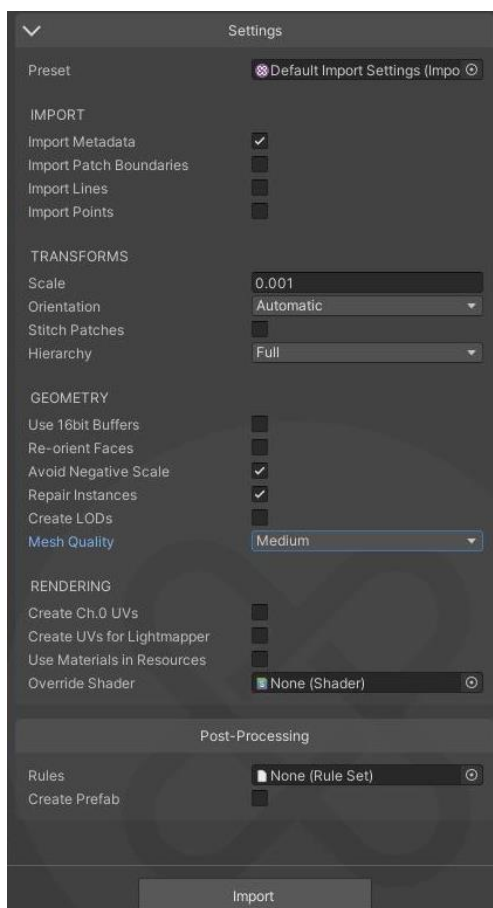 Settings
Preset Default Import Settings (Impo
IMPORT
Import Metadata
Import Patch Boundaries
Import Lines
Import Points
TRANSFORMS
Scale 0.001
Orientation Automatic
Stitch Patches
Hierarchy Full
GEOMETRY
Use 16bit Buffers
Re-orient Faces
Avoid Negative Scale
Repair Instances
Create LODs
Mesh Quality Medium
RENDERING
Create Ch.0 UVs
Create UVs for Lightmapper
Use Materials in Resources
Override Shader None (Shader)
Post-Processing
Rules None (Rule Set)
Create Prefab
Import